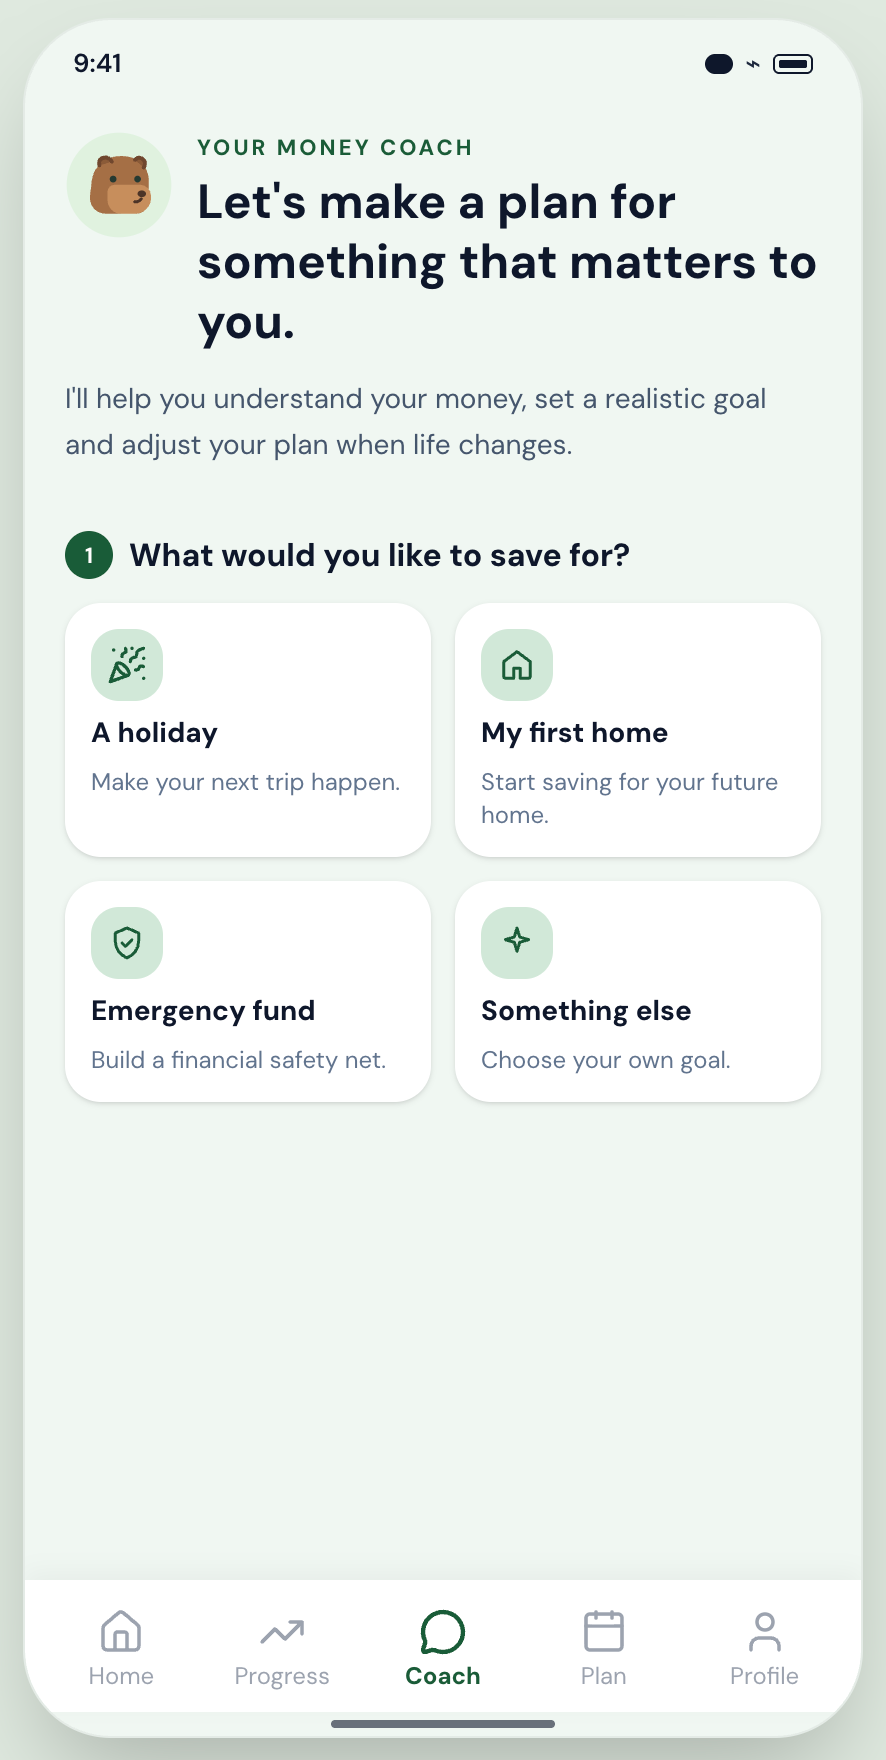 9:41
YOUR MONEY COACH
Let's make a plan for
something that matters to
you.
I'll help you understand your money, set a realistic goal
and adjust your plan when life changes.
1 What would you like to save for?
A holiday
Make your next trip happen.
My first home
Start saving for your future
home.
Emergency fund
Build a financial safety net.
Something else
Choose your own goal.
Home
Progress
Coach
Plan
Profile